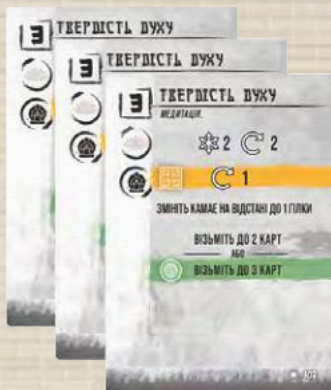 3 ТВЕРДІСТЬ ДУХУ
3 ТВЕРДІСТЬ ДУХУ
3 ТВЕРДІСТЬ ДУХУ
МЕДИТАЦІЯ.
2 2
1
ЗМІНІТЬ КАМАЕ НА ВІДСТАНІ ДО 1 ГІЛКИ
ВІЗЬМІТЬ ДО 2 КАРТ
АБО
ВІЗЬМІТЬ ДО 3 КАРТ